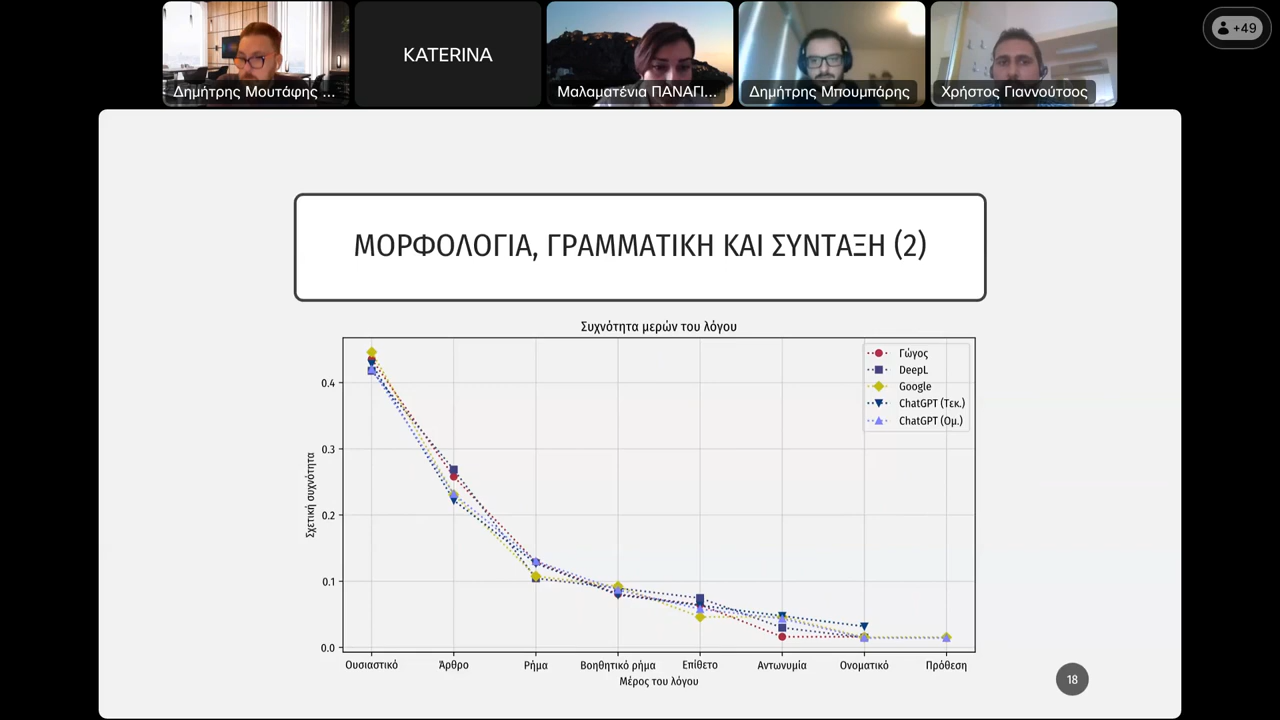 Δημήτρης Μουτάφης ...
KATERINA
Μαλαματένια ΠΑΝΑΓΙ...
Δημήτρης Μπουμπάρης
Χρήστος Γιαννούτσος
+49
ΜΟΡΦΟΛΟΓΙΑ, ΓΡΑΜΜΑΤΙΚΗ ΚΑΙ ΣΥΝΤΑΞΗ (2)
Συχνότητα μερών του λόγου
Γώγος
DeepL
Google
ChatGPT (Τεκ.)
ChatGPT (Ομ.)
Σχετική συχνότητα
0.4
0.3
0.2
0.1
0.0
Ουσιαστικό Άρθρο Ρήμα Βοηθητικό ρήμα Επίθετο Αντωνυμία Ονοματικό Πρόθεση
Μέρος του λόγου
18